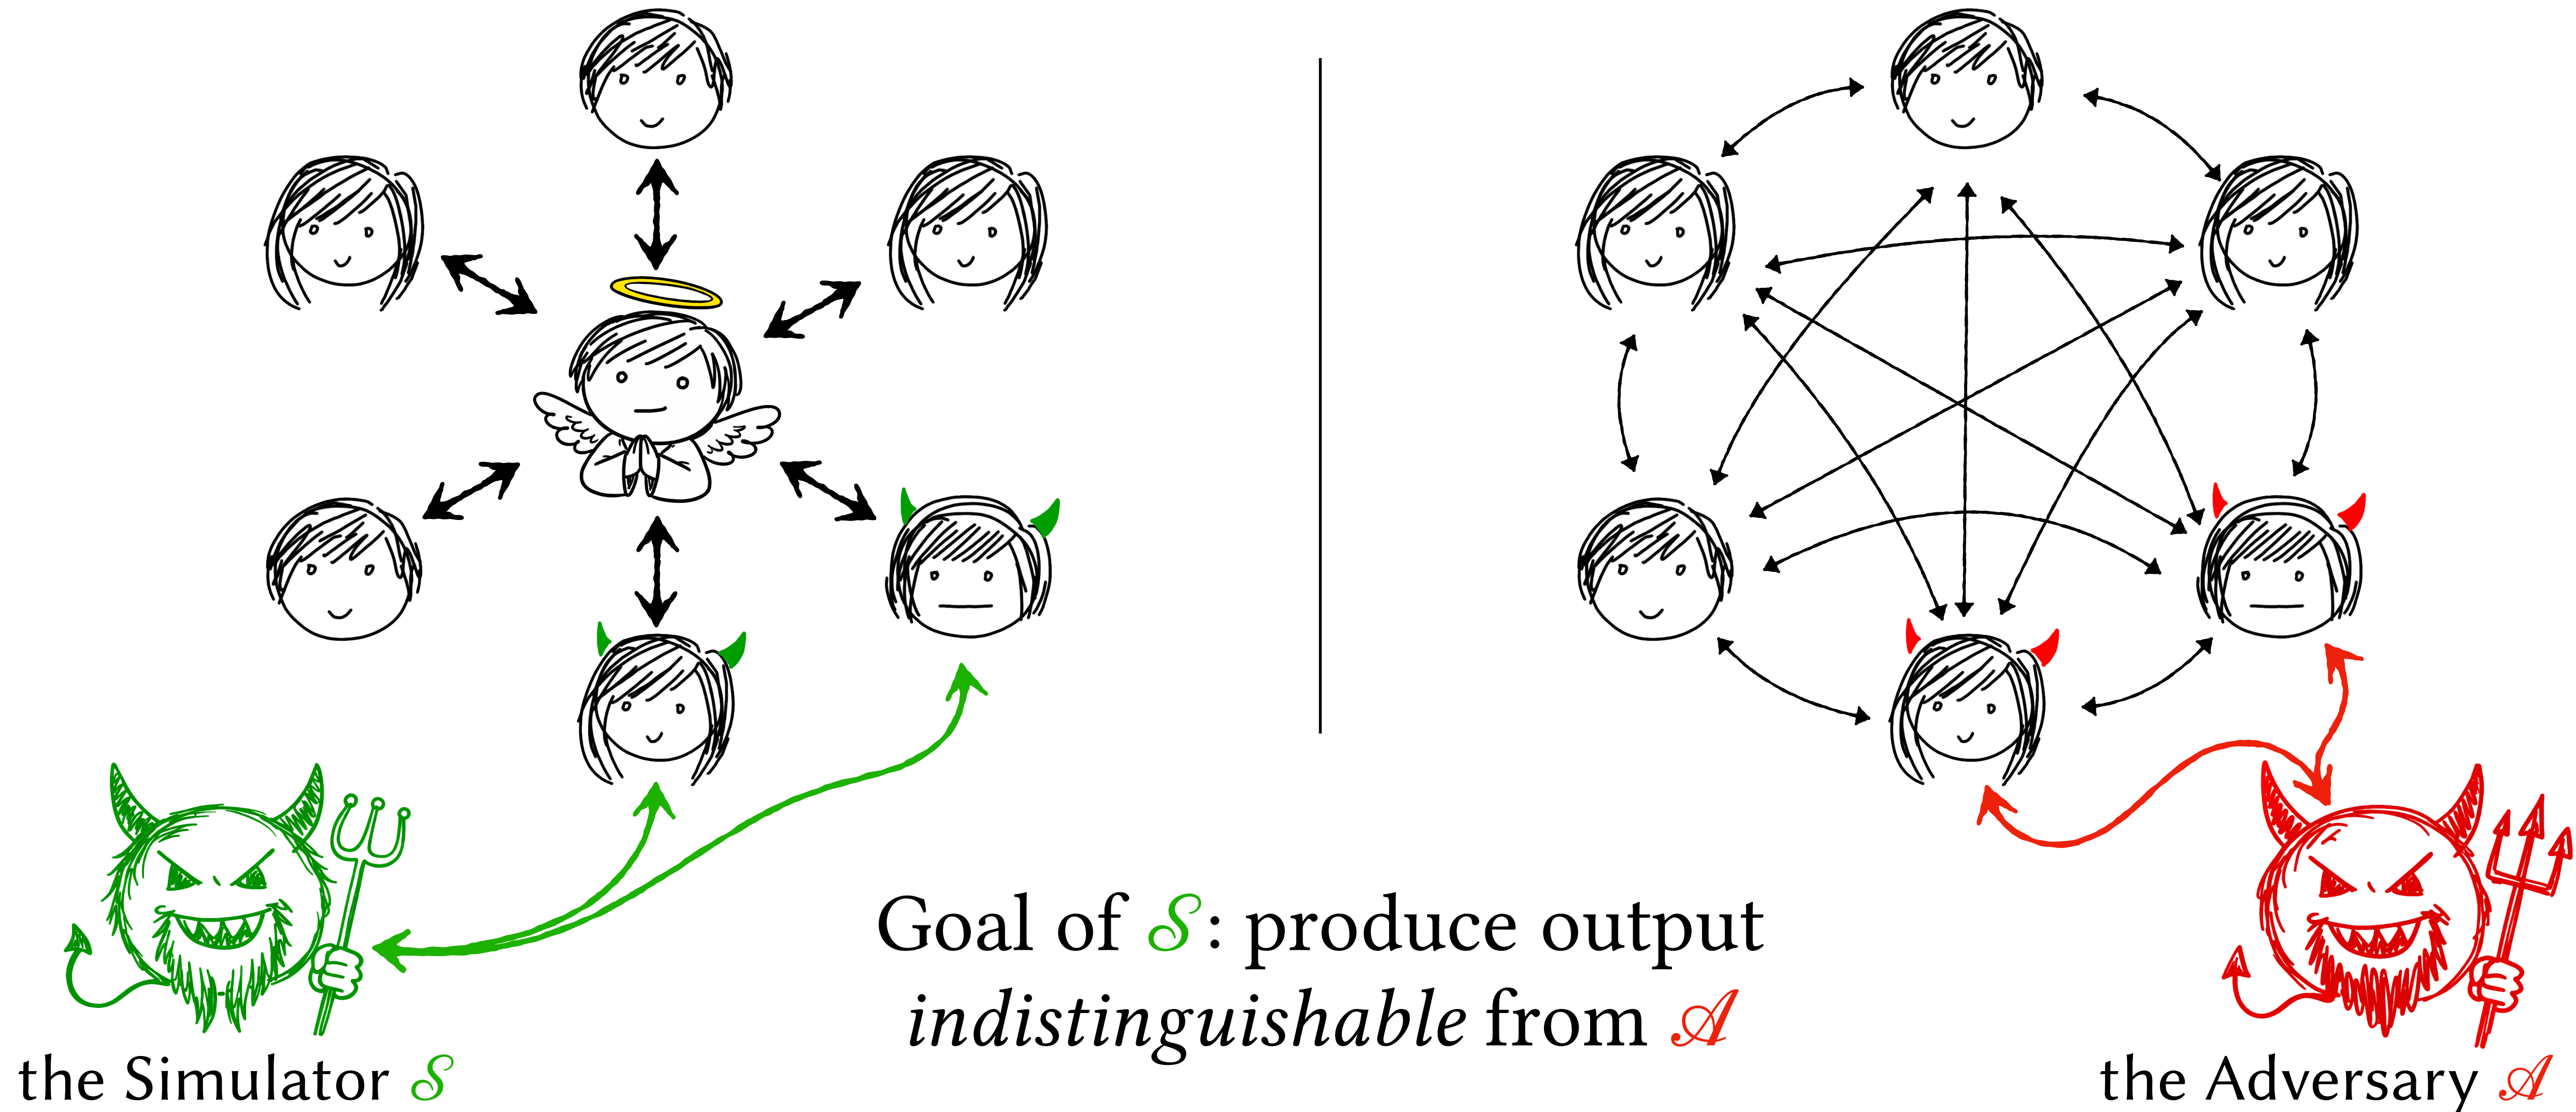 Goal of 𝒮: produce output
indistinguishable from 𝒜
the Simulator 𝒮
the Adversary 𝒜